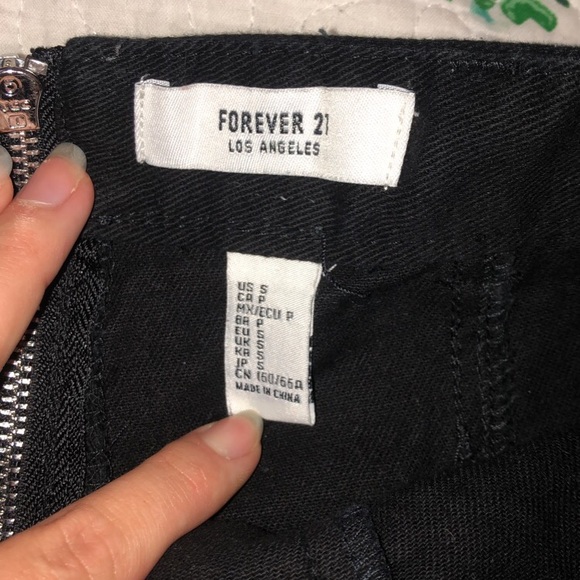 FOREVER 21
LOS ANGELES
US S
CA P
MX/ECU P
BR P
EU S
UK S
KR S
JP S
CN 160/66A
MADE IN CHINA